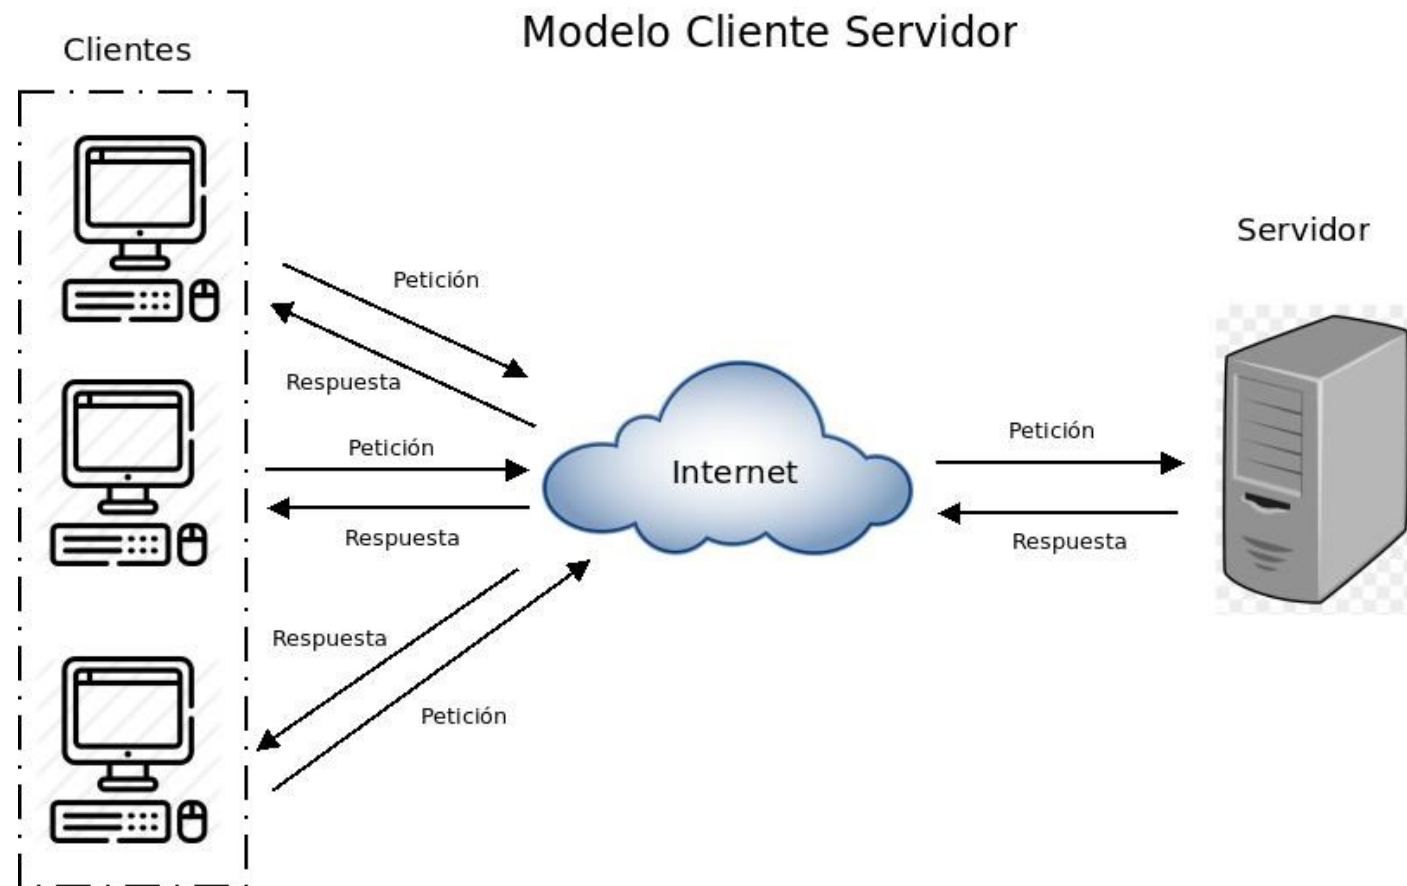 Modelo Cliente Servidor
Clientes
Servidor
Petición
Respuesta
Petición
Respuesta
Respuesta
Petición
Internet
Petición
Respuesta